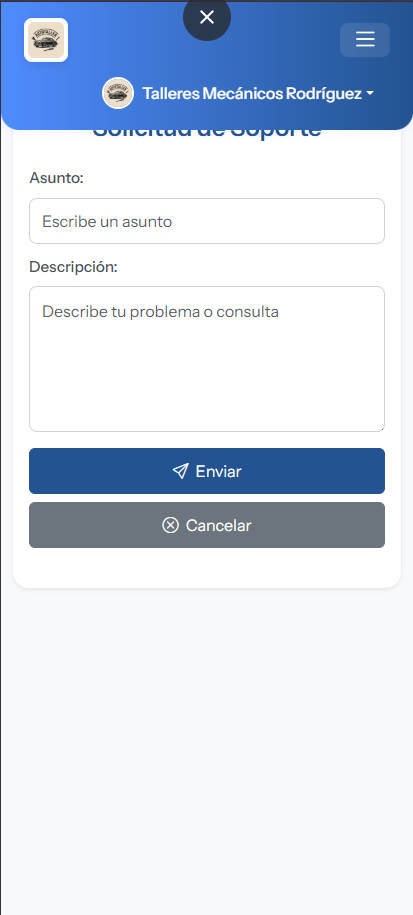 Talleres Mecánicos Rodríguez
Solicitud de Soporte
Asunto:
Escribe un asunto
Descripción:
Describe tu problema o consulta
Enviar
Cancelar